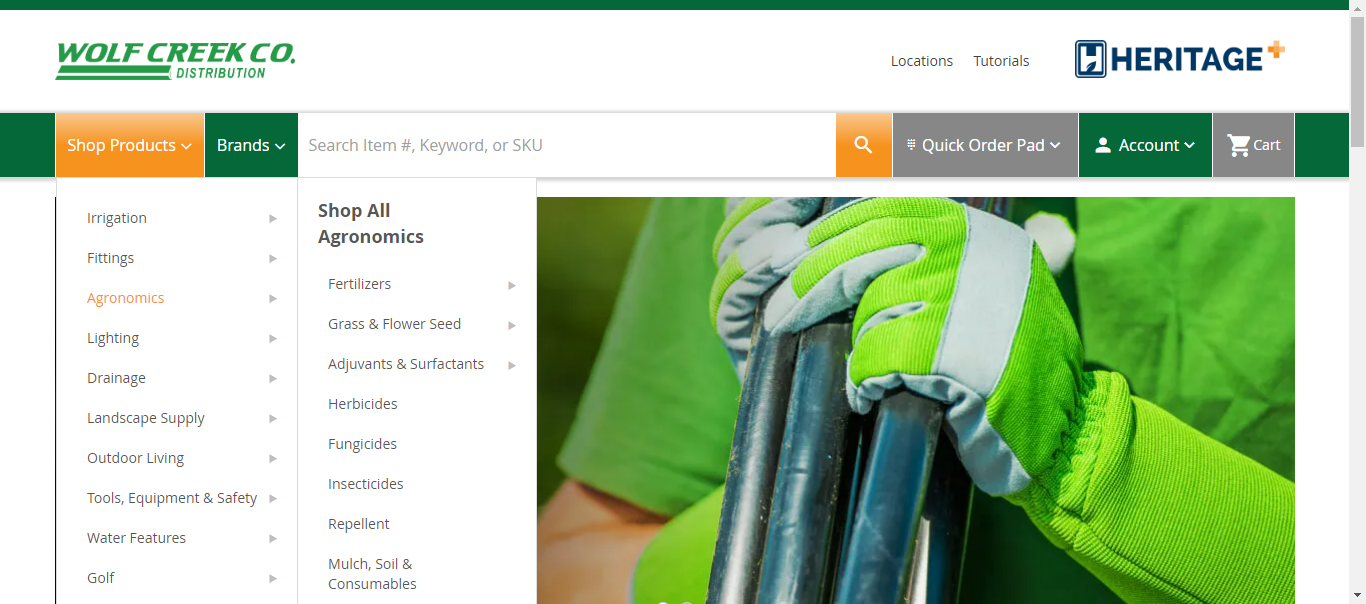 WOLF CREEK CO.
DISTRIBUTION
Locations
Tutorials
HERITAGE+
Shop Products
Brands
Search Item #, Keyword, or SKU
Quick Order Pad
Account
Cart
Irrigation
Fittings
Agronomics
Lighting
Drainage
Landscape Supply
Outdoor Living
Tools, Equipment & Safety
Water Features
Golf
Shop All
Agronomics
Fertilizers
Grass & Flower Seed
Adjuvants & Surfactants
Herbicides
Fungicides
Insecticides
Repellent
Mulch, Soil &
Consumables